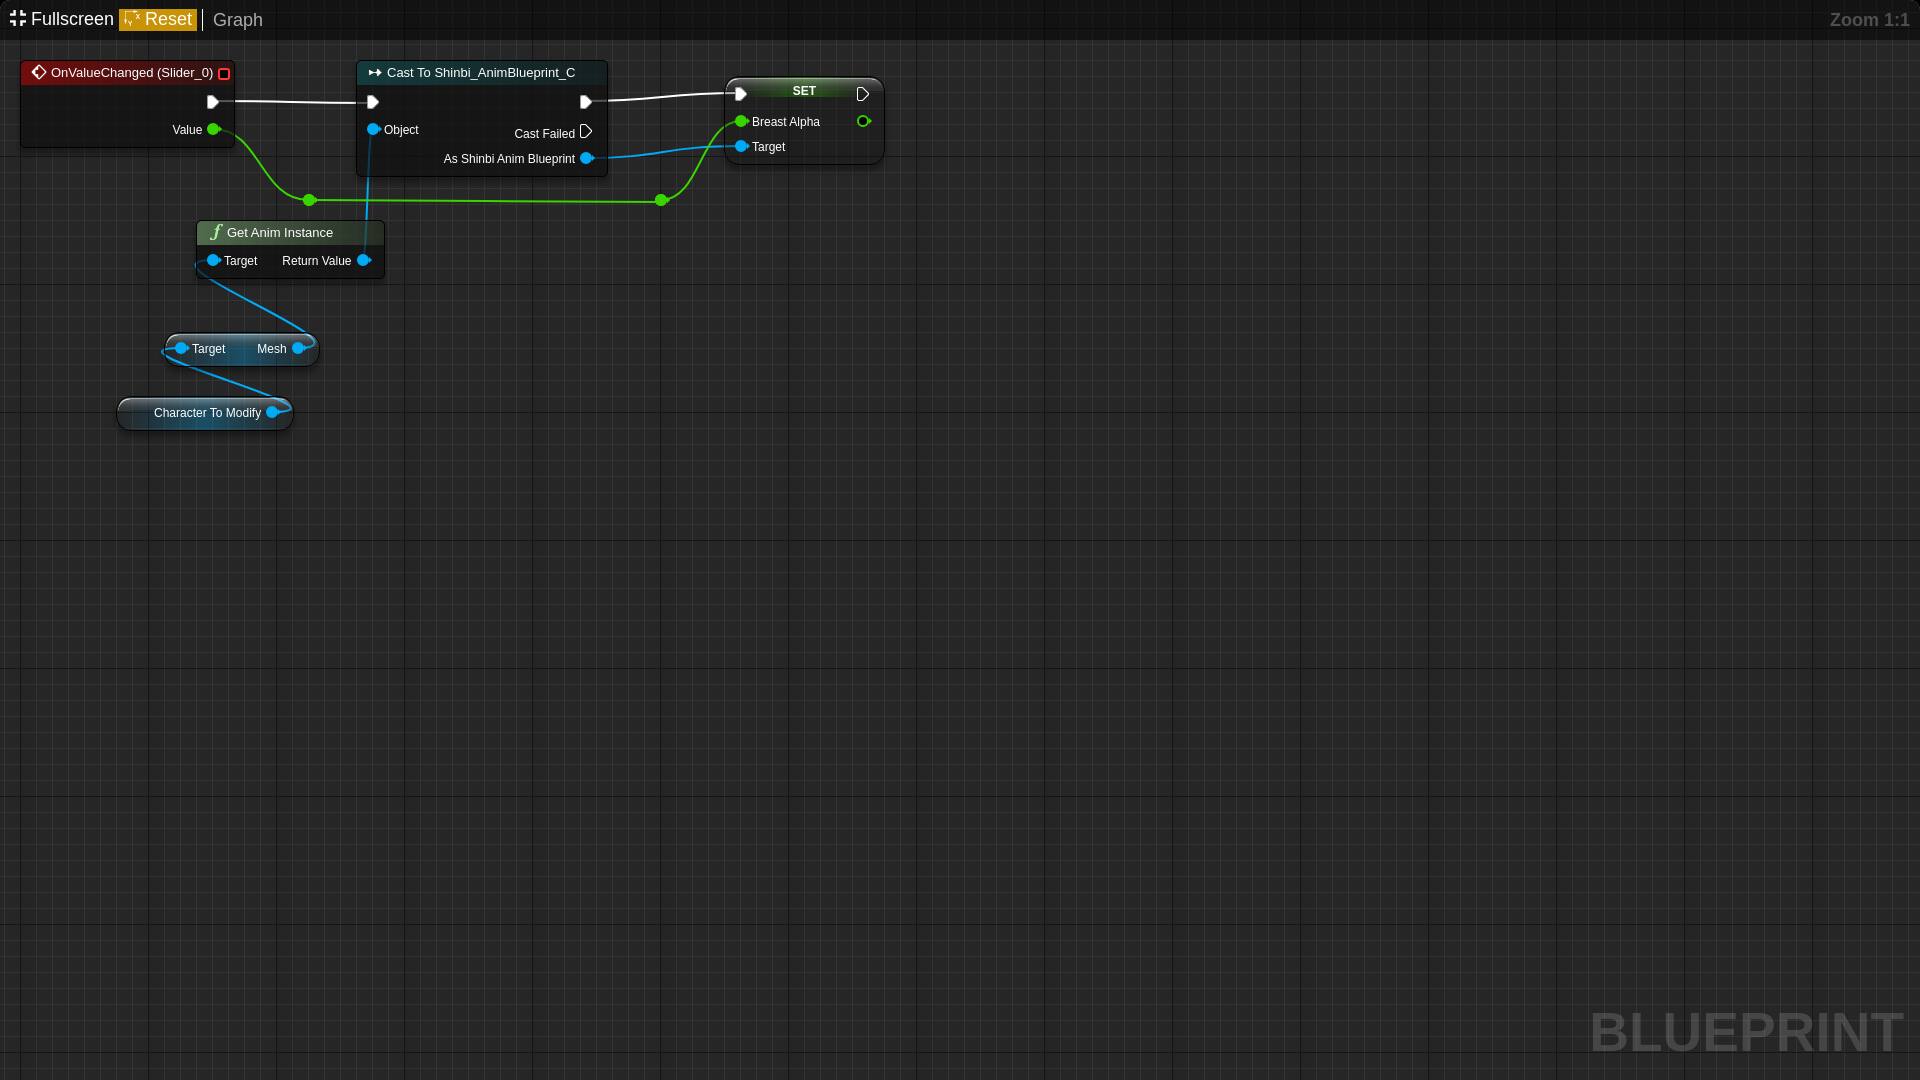 Fullscreen Reset Graph
Zoom 1:1
OnValueChanged (Slider_0)
Value
Cast To Shinbi_AnimBlueprint_C
Object
Cast Failed
As Shinbi Anim Blueprint
SET
Breast Alpha
Target
Get Anim Instance
Target Return Value
Target Mesh
Character To Modify
BLUEPRINT